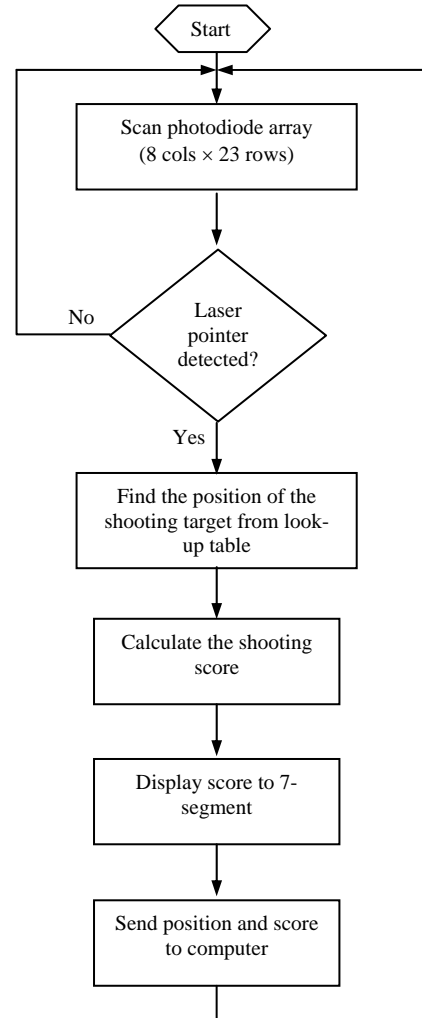 Start
Scan photodiode array
(8 cols × 23 rows)
Laser
pointer
detected?
No
Yes
Find the position of the
shooting target from look-
up table
Calculate the shooting
score
Display score to 7-
segment
Send position and score
to computer